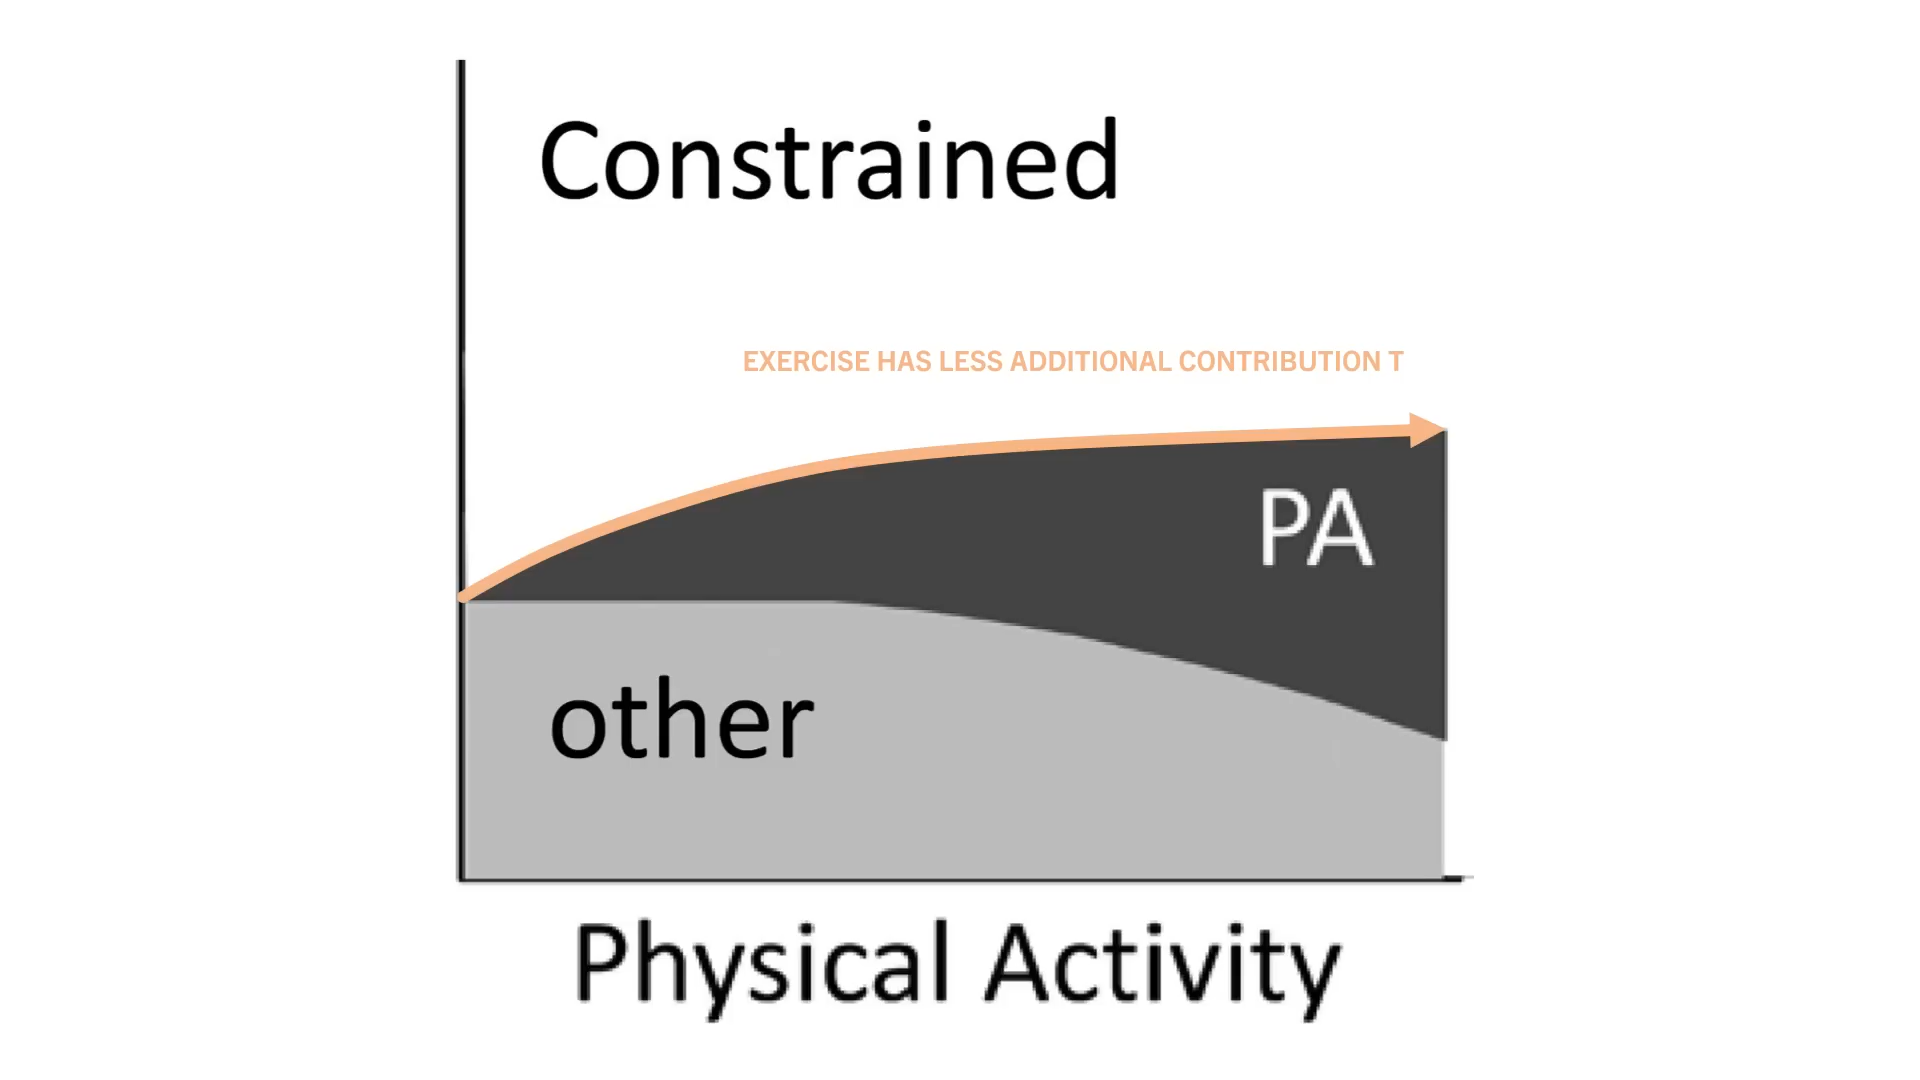 Constrained
EXERCISE HAS LESS ADDITIONAL CONTRIBUTION T
PA
other
Physical Activity